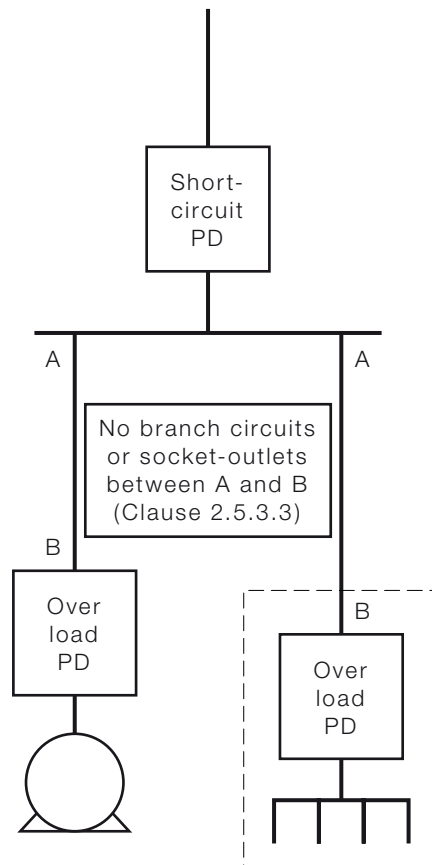 Short-
circuit
PD
A
A
No branch circuits
or socket-outlets
between A and B
(Clause 2.5.3.3)
B
Over
load
PD
B
Over
load
PD